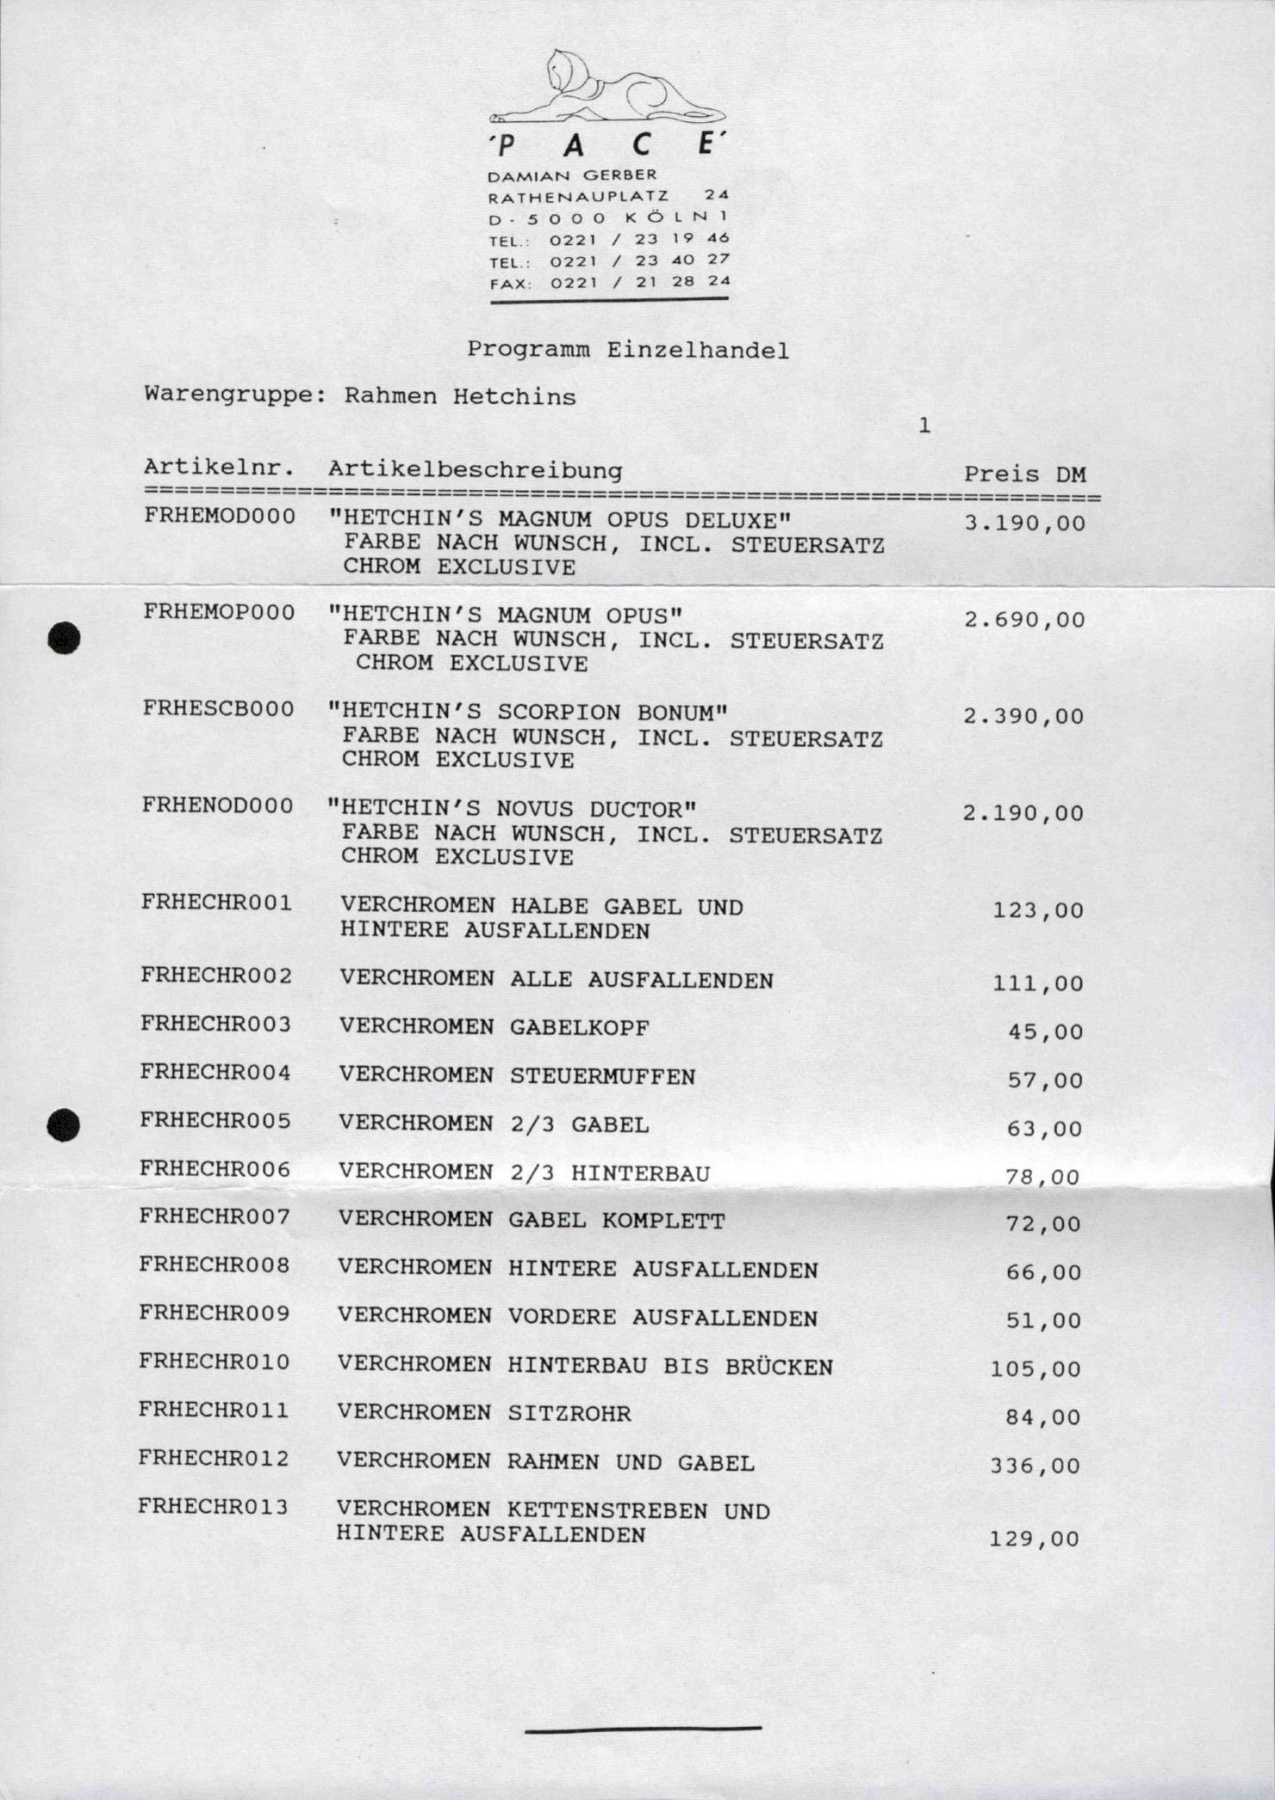 'P A C E'
DAMIAN GERBER
RATHENAUPLATZ 24
D-5000 KÖLN 1
TEL.: 0221 / 23 19 46
TEL.: 0221 / 23 40 27
FAX: 0221 / 21 28 24
Programm Einzelhandel
Warengruppe: Rahmen Hetchins
1
Artikelnr. Artikelbeschreibung Preis DM
==============================================================
FRHEMOD000 "HETCHIN'S MAGNUM OPUS DELUXE" 3.190,00
FARBE NACH WUNSCH, INCL. STEUERSATZ
CHROM EXCLUSIVE
FRHEMOP000 "HETCHIN'S MAGNUM OPUS" 2.690,00
FARBE NACH WUNSCH, INCL. STEUERSATZ
CHROM EXCLUSIVE
FRHESCB000 "HETCHIN'S SCORPION BONUM" 2.390,00
FARBE NACH WUNSCH, INCL. STEUERSATZ
CHROM EXCLUSIVE
FRHENOD000 "HETCHIN'S NOVUS DUCTOR" 2.190,00
FARBE NACH WUNSCH, INCL. STEUERSATZ
CHROM EXCLUSIVE
FRHECHR001 VERCHROMEN HALBE GABEL UND 123,00
HINTERE AUSFALLENDEN
FRHECHR002 VERCHROMEN ALLE AUSFALLENDEN 111,00
FRHECHR003 VERCHROMEN GABELKOPF 45,00
FRHECHR004 VERCHROMEN STEUERMUFFEN 57,00
FRHECHR005 VERCHROMEN 2/3 GABEL 63,00
FRHECHR006 VERCHROMEN 2/3 HINTERBAU 78,00
FRHECHR007 VERCHROMEN GABEL KOMPLETT 72,00
FRHECHR008 VERCHROMEN HINTERE AUSFALLENDEN 66,00
FRHECHR009 VERCHROMEN VORDERE AUSFALLENDEN 51,00
FRHECHR010 VERCHROMEN HINTERBAU BIS BRÜCKEN 105,00
FRHECHR011 VERCHROMEN SITZROHR 84,00
FRHECHR012 VERCHROMEN RAHMEN UND GABEL 336,00
FRHECHR013 VERCHROMEN KETTENSTREBEN UND
HINTERE AUSFALLENDEN 129,00